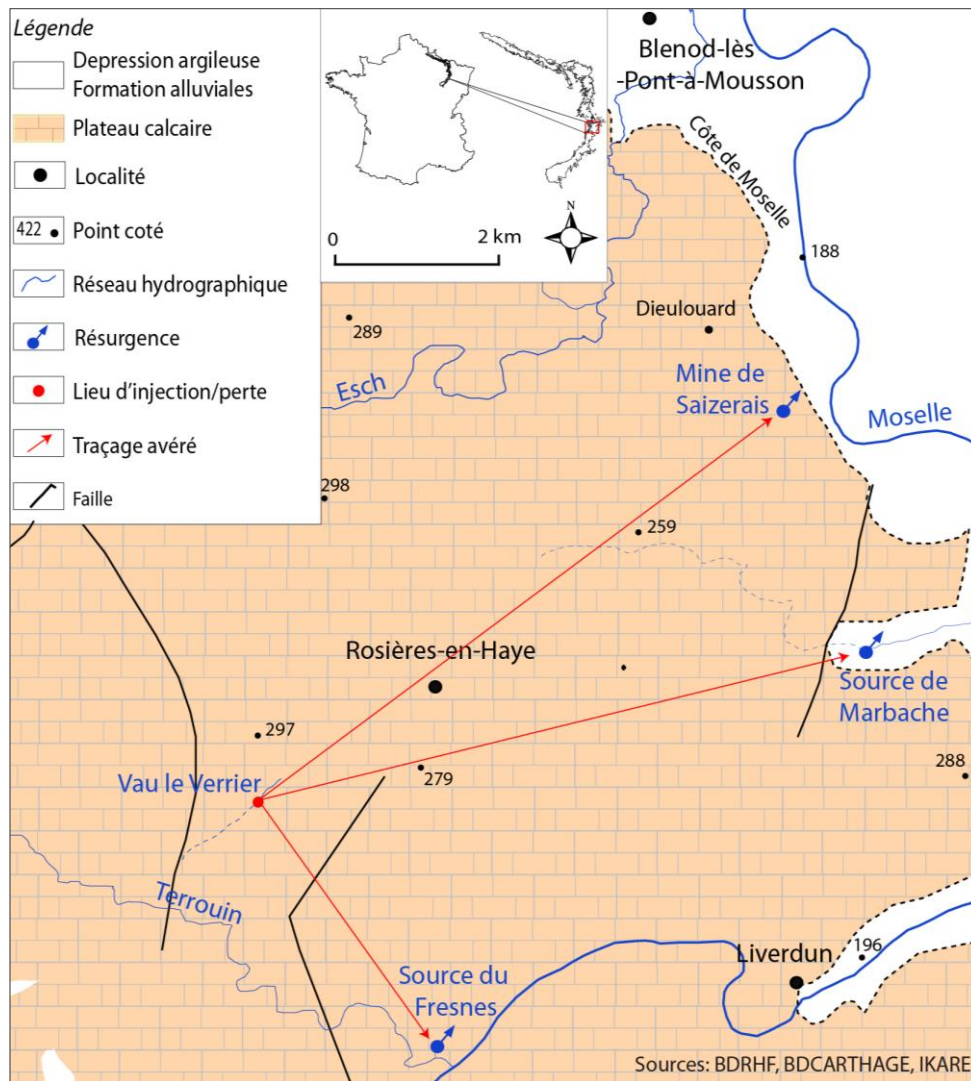 Légende
Depression argileuse
Formation alluviales
Plateau calcaire
Localité
422
Point coté
Réseau hydrographique
Résurgence
Lieu d'injection/perte
Traçage avéré
Faille
N
0
2 km
Blenod-lès
-Pont-à-Mousson
Côte de Moselle
188
Dieulouard
289
Esch
Mine de
Saizerais
Moselle
298
259
Rosières-en-Haye
Source de
Marbache
297
279
288
Vau le Verrier
Terrouin
Liverdun
196
Source du
Fresnes
Sources: BDRHF, BDCARTHAGE, IKARE